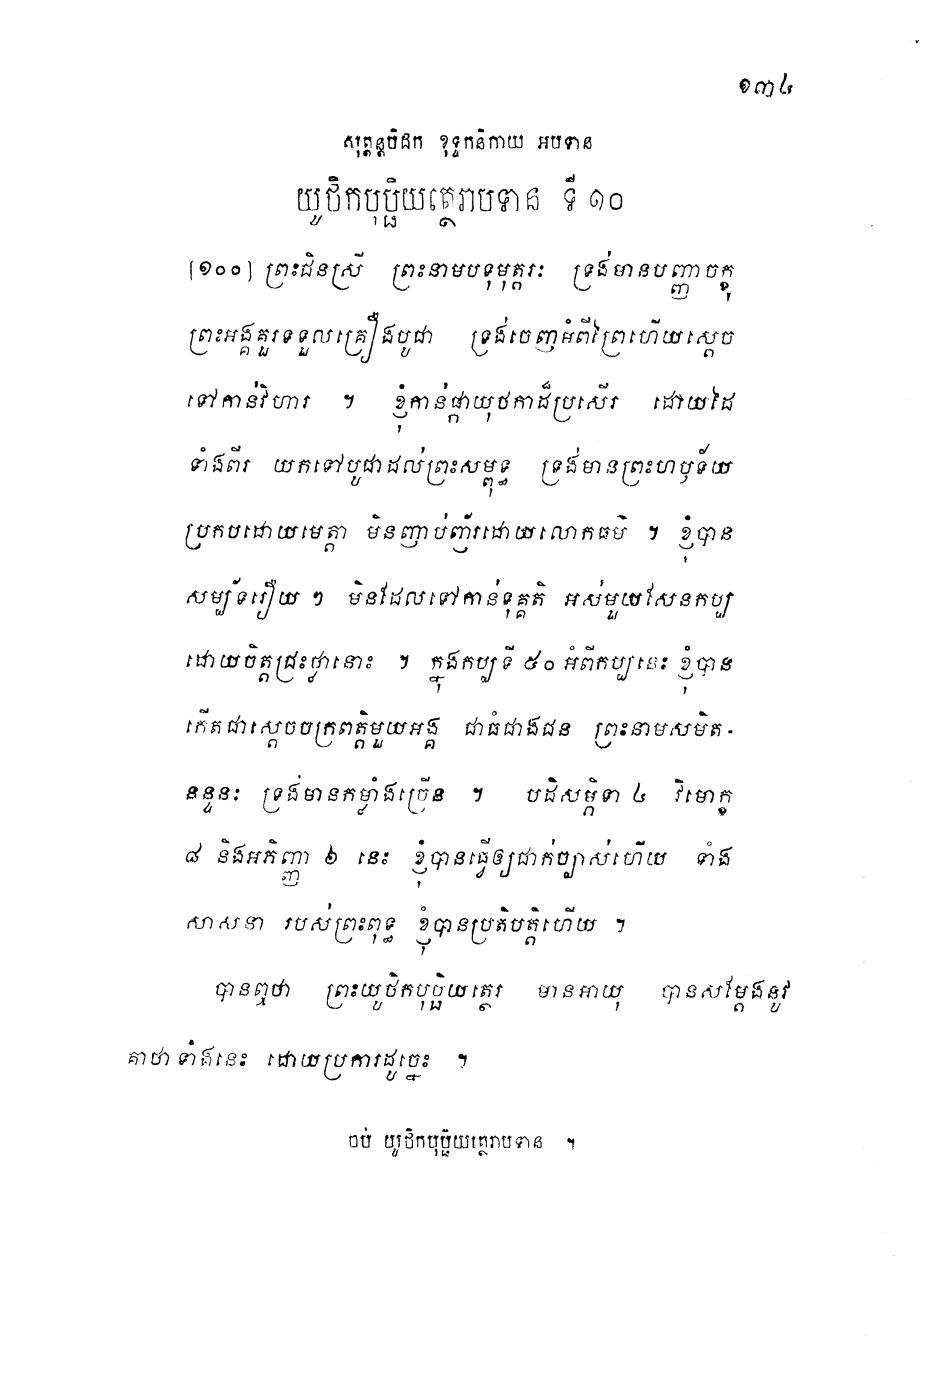 ១៣៤
សុត្តន្តបិដក ខុទ្ទកនិកាយ អបទាន
យូថិកបុប្ផិយត្ថេរាបទាន ទី ១០
[១០០] ព្រះជិនស្រី ព្រះនាមបទុមុត្តរៈ ទ្រង់មានបញ្ញាចក្ខុ
ព្រះអង្គគួរទទួលគ្រឿងបូជា ទ្រង់ចេញអំពីព្រៃហើយស្តេច
ទៅកាន់វិហារ ។ ខ្ញុំកាន់ផ្កាយុថកាដ៏ប្រសើរ ដោយដៃ
ទាំងពីរ យកទៅបូជាដល់ព្រះសម្ពុទ្ធ ទ្រង់មានព្រះហឫទ័យ
ប្រកបដោយមេត្តា មិនញាប់ញ័រដោយលោកធម៌ ។ ខ្ញុំបាន
សម្បត្តិរឿយ ៗ មិនដែលទៅកាន់ទុគ្គតិ អស់មួយសែនកប្ប
ដោយចិត្តជ្រះថ្លានោះ ។ ក្នុងកប្បទី ៥០ អំពីកប្បនេះ ខ្ញុំបាន
កើតជាស្តេចចក្រពត្តិមួយអង្គ ជាធំជាងជន ព្រះនាមសមិត-
នន្ទនៈ ទ្រង់មានកម្លាំងច្រើន ។ បដិសម្ភិទា ៤ វិមោក្ខ
៨ និងអភិញ្ញា ៦ នេះ ខ្ញុំបានធ្វើឲ្យជាក់ច្បាស់ហើយ ទាំង
សាសនា របស់ព្រះពុទ្ធ ខ្ញុំបានប្រតិបត្តិហើយ ។
បានឮថា ព្រះយូថិកបុប្ផិយត្ថេរ មានអាយុ បានសម្តែងនូវ
គាថាទាំងនេះ ដោយប្រការដូច្នេះ ។
ចប់ យូថិកបុប្ផិយត្ថេរាបទាន ។